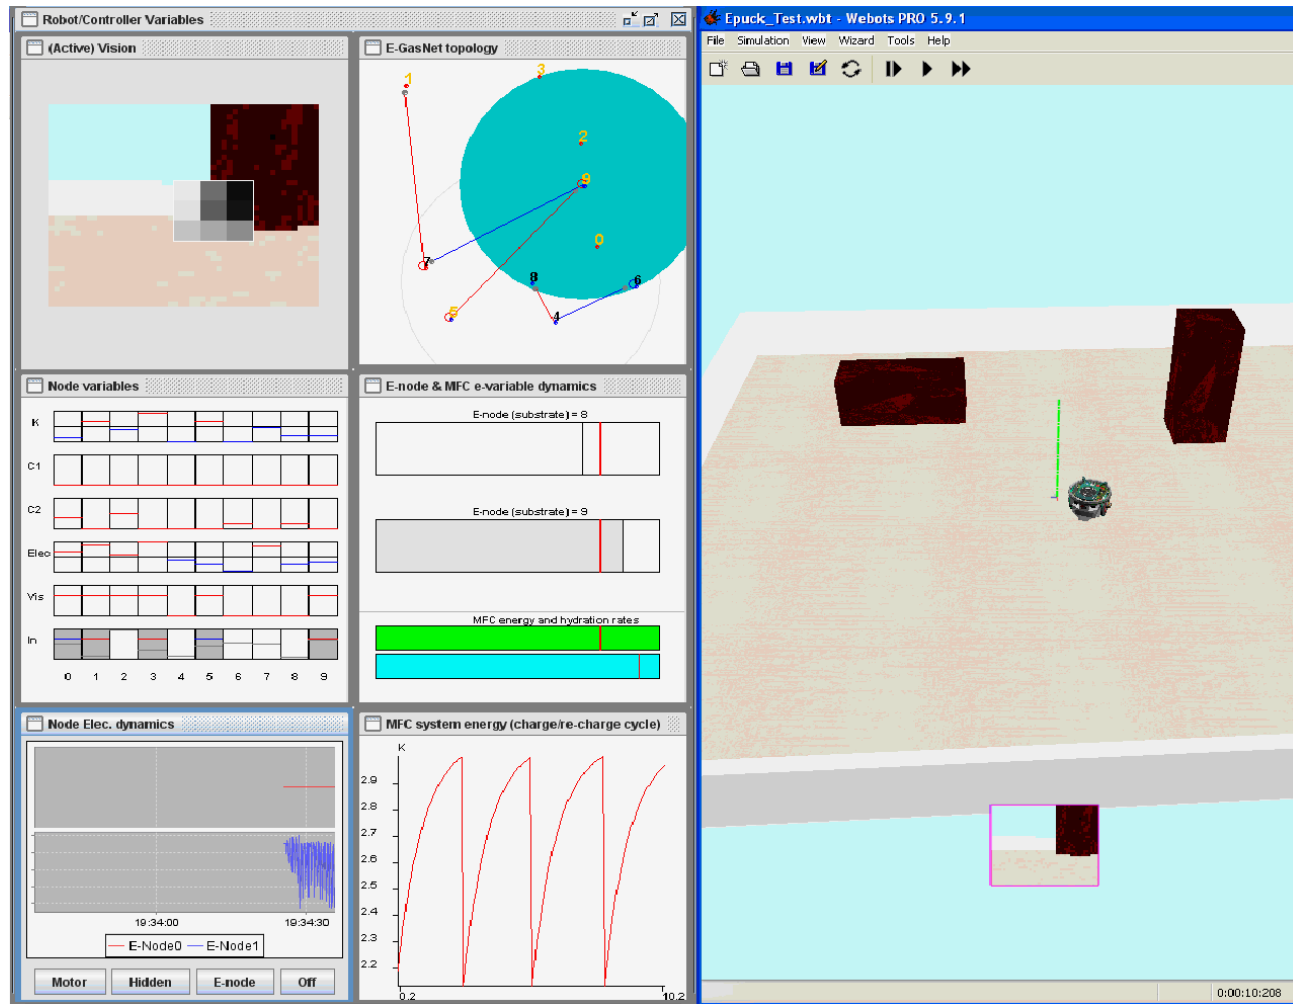 Robot/Controller Variables
Epuck_Test.wbt - Webots PRO 5.9.1
File Simulation View Wizard Tools Help
(Active) Vision
E-GasNet topology
1
3
2
9
0
7
8
6
5
4
Node variables
K
C1
C2
Elec
Vis
In
0 1 2 3 4 5 6 7 8 9
E-node & MFC e-variable dynamics
E-node (substrate) = 8
E-node (substrate) = 9
MFC energy and hydration rates
Node Elec. dynamics
19:34:00 19:34:30
E-Node0 E-Node1
Motor Hidden E-node Off
MFC system energy (charge/re-charge cycle)
K
2.9
2.8
2.7
2.6
2.5
2.4
2.3
2.2
0.2 10.2
0:00:10:208